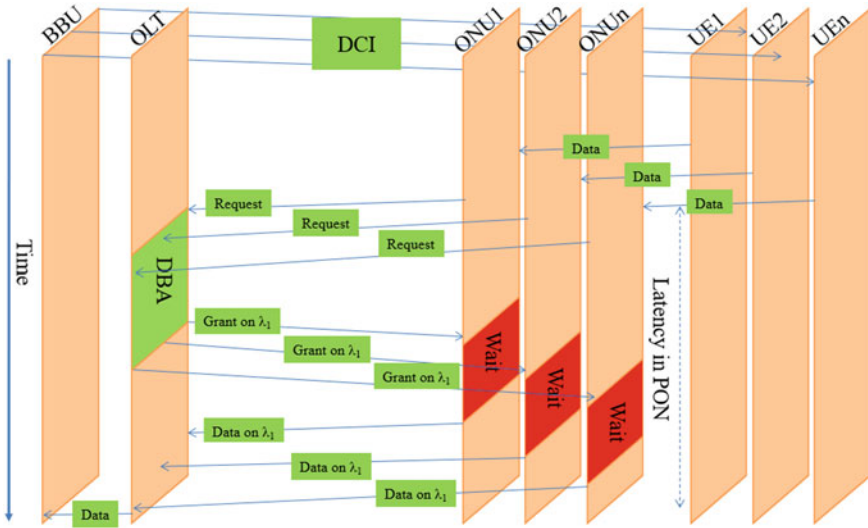 BBU
OLT
DCI
ONU1
ONU2
ONUn
UE1
UE2
UEn
Data
Data
Data
Request
Request
Request
Time
DBA
Latency in PON
Grant on λ₁
Grant on λ₁
Grant on λ₁
Wait
Wait
Wait
Data on λ₁
Data on λ₁
Data on λ₁
Data